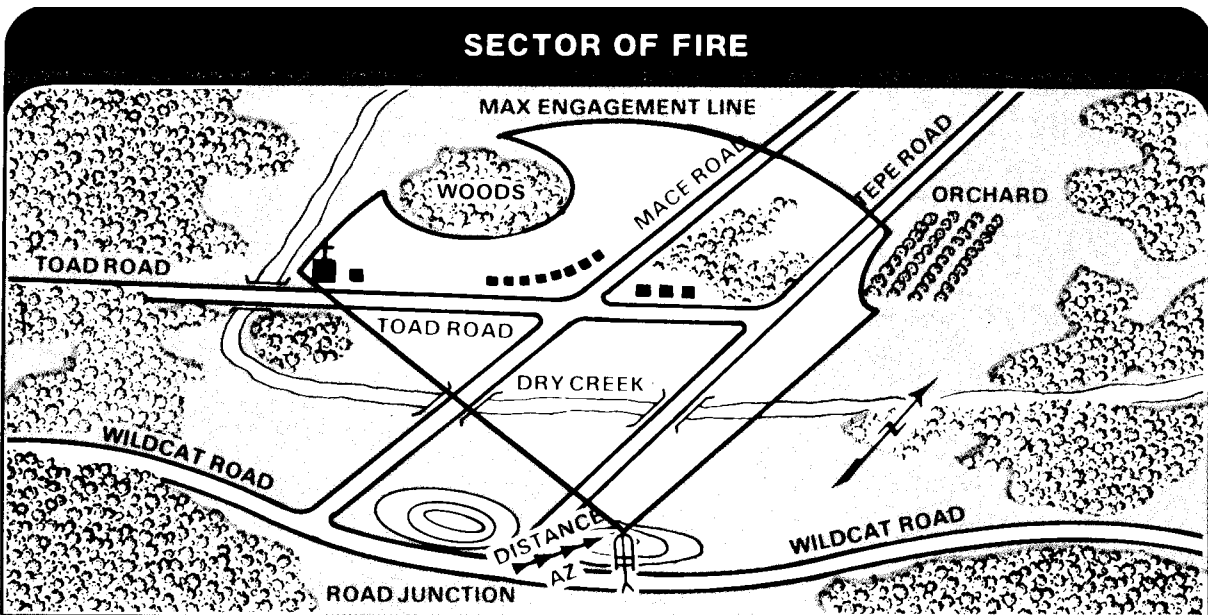 SECTOR OF FIRE
MAX ENGAGEMENT LINE
MACE ROAD
TEPE ROAD
WOODS
ORCHARD
TOAD ROAD
TOAD ROAD
DRY CREEK
N
WILDCAT ROAD
DISTANCE
WILDCAT ROAD
AZ
ROAD JUNCTION